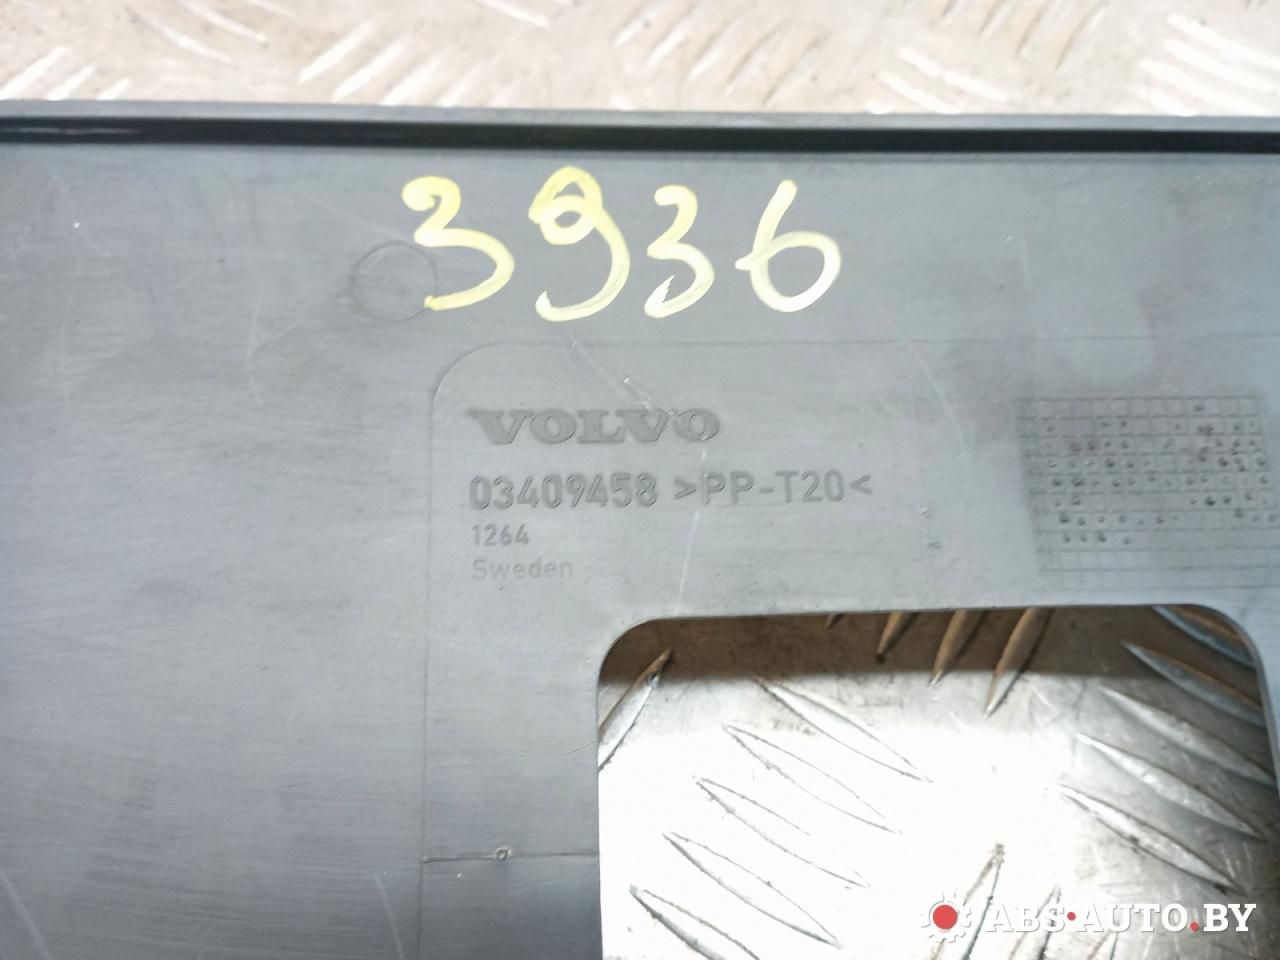 3936
VOLVO
03409458 >PP-T20<
1264
Sweden
ABS•AUTO.BY